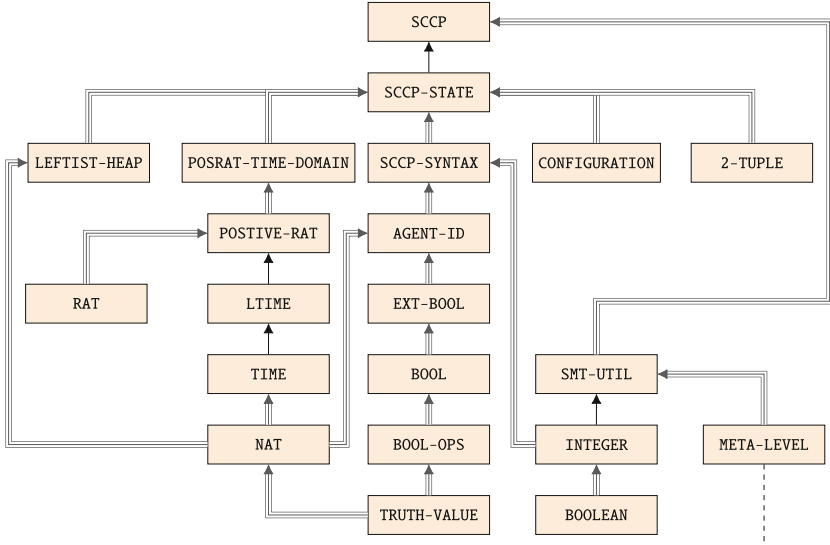 SCCP
SCCP-STATE
LEFTIST-HEAP
POSRAT-TIME-DOMAIN
SCCP-SYNTAX
CONFIGURATION
2-TUPLE
POSTIVE-RAT
AGENT-ID
RAT
LTIME
EXT-BOOL
TIME
BOOL
SMT-UTIL
NAT
BOOL-OPS
INTEGER
META-LEVEL
TRUTH-VALUE
BOOLEAN